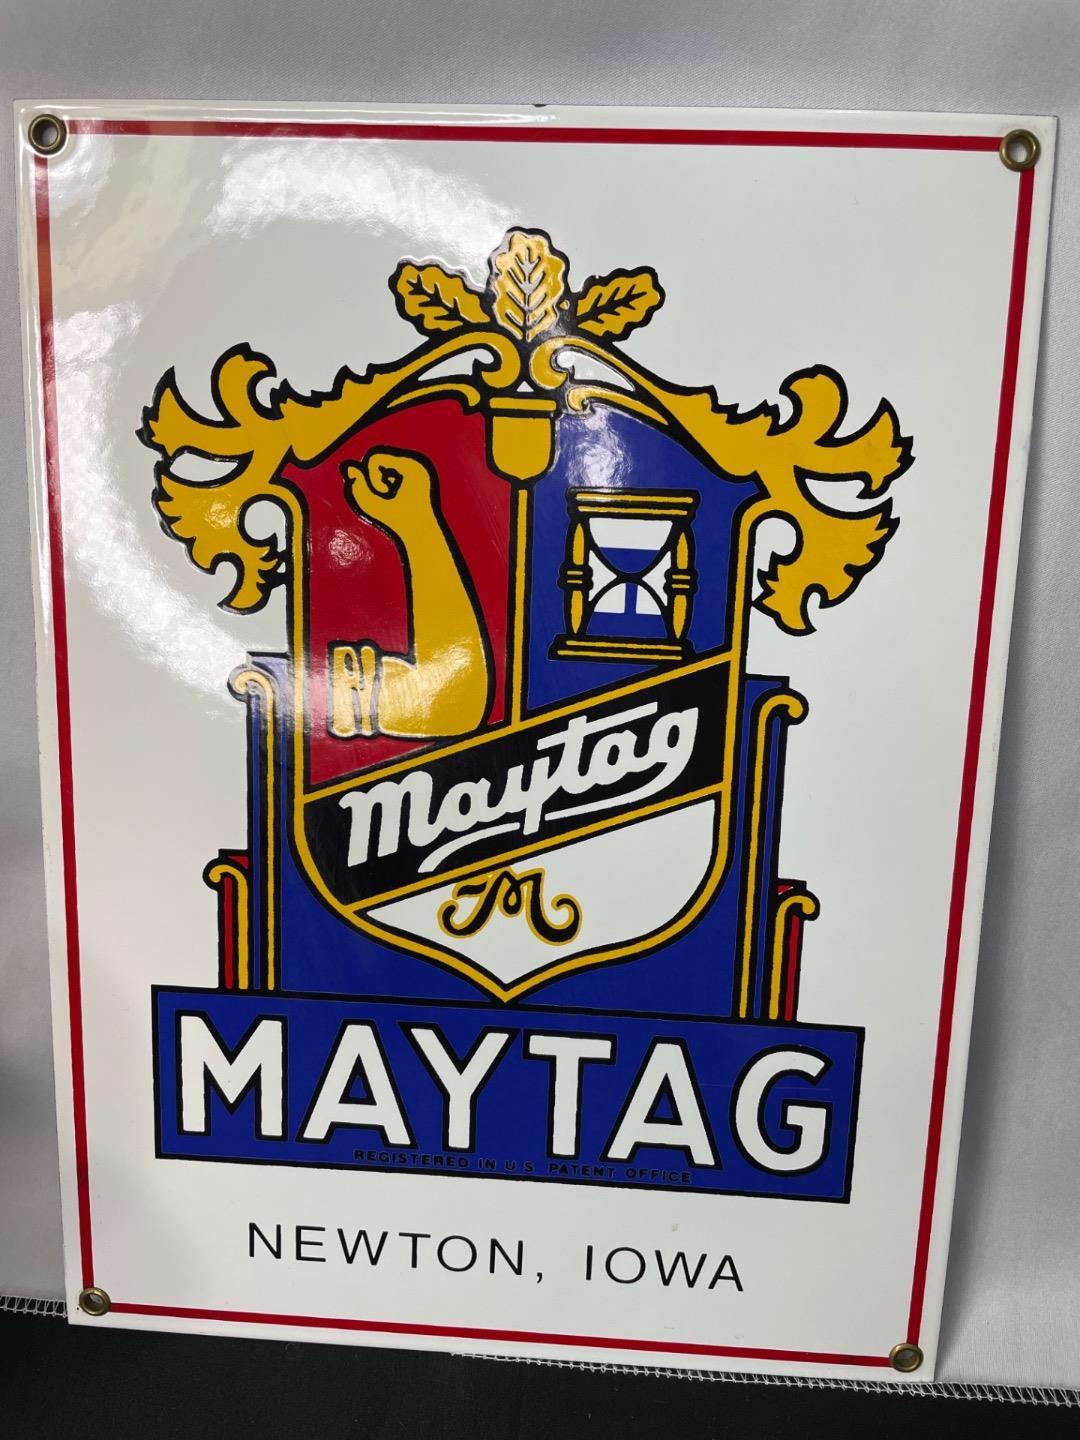 Maytag
M
MAYTAG
REGISTERED IN U S PATENT OFFICE
NEWTON, IOWA